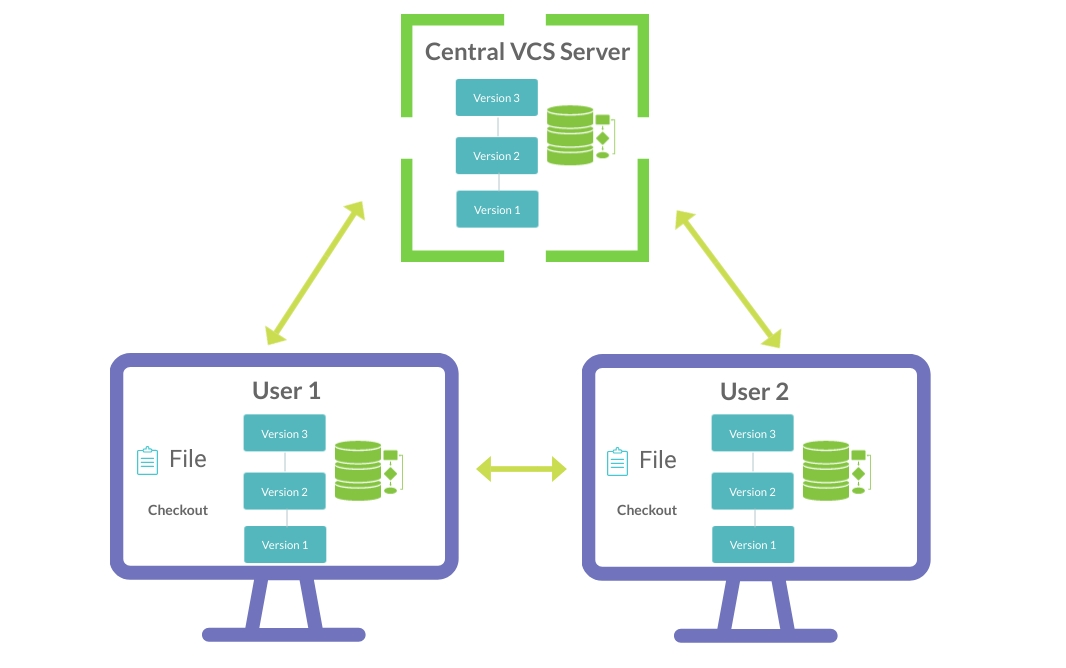 Central VCS Server
Version 3
Version 2
Version 1
User 1
Version 3
File
Version 2
Checkout
Version 1
User 2
Version 3
File
Version 2
Checkout
Version 1